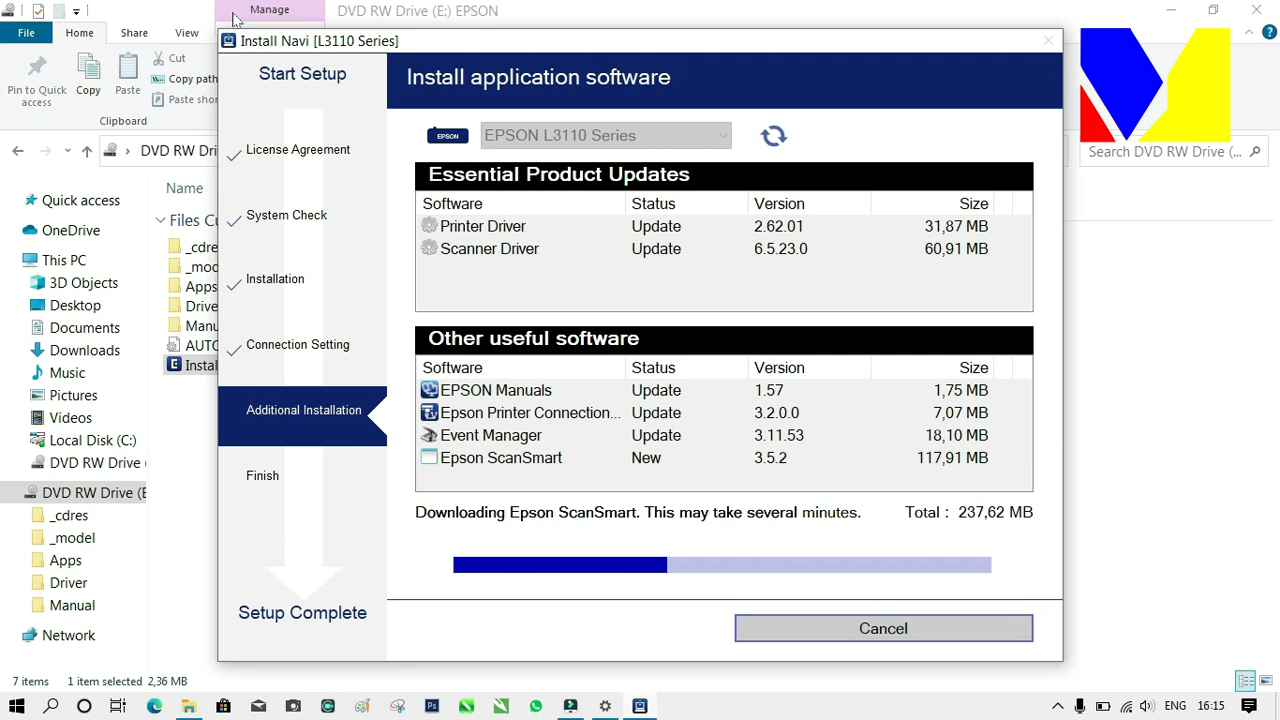 Manage
DVD RW Drive (E:) EPSON
File
Home
Share
View
Pin to Quick
access
Copy
Paste
Cut
Copy path
Paste shor
Clipboard
DVD RW Dri
Search DVD RW Drive (...
Quick access
OneDrive
This PC
3D Objects
Desktop
Documents
Downloads
Music
Pictures
Videos
Local Disk (C:)
DVD RW Drive (
DVD RW Drive (E
_cdres
_model
Apps
Driver
Manual
Network
Name
Files Cu
_cdre
_mo
Apps
Drive
Manu
AUTO
Instal
Install Navi [L3110 Series]
Start Setup
License Agreement
System Check
Installation
Connection Setting
Additional Installation
Finish
Setup Complete
Install application software
EPSON
EPSON L3110 Series
Essential Product Updates
Software Status Version Size
Printer Driver Update 2.62.01 31,87 MB
Scanner Driver Update 6.5.23.0 60,91 MB
Other useful software
Software Status Version Size
EPSON Manuals Update 1.57 1,75 MB
Epson Printer Connection... Update 3.2.0.0 7,07 MB
Event Manager Update 3.11.53 18,10 MB
Epson ScanSmart New 3.5.2 117,91 MB
Downloading Epson ScanSmart. This may take several minutes. Total : 237,62 MB
Cancel
7 items 1 item selected 2,36 MB
ENG 16:15